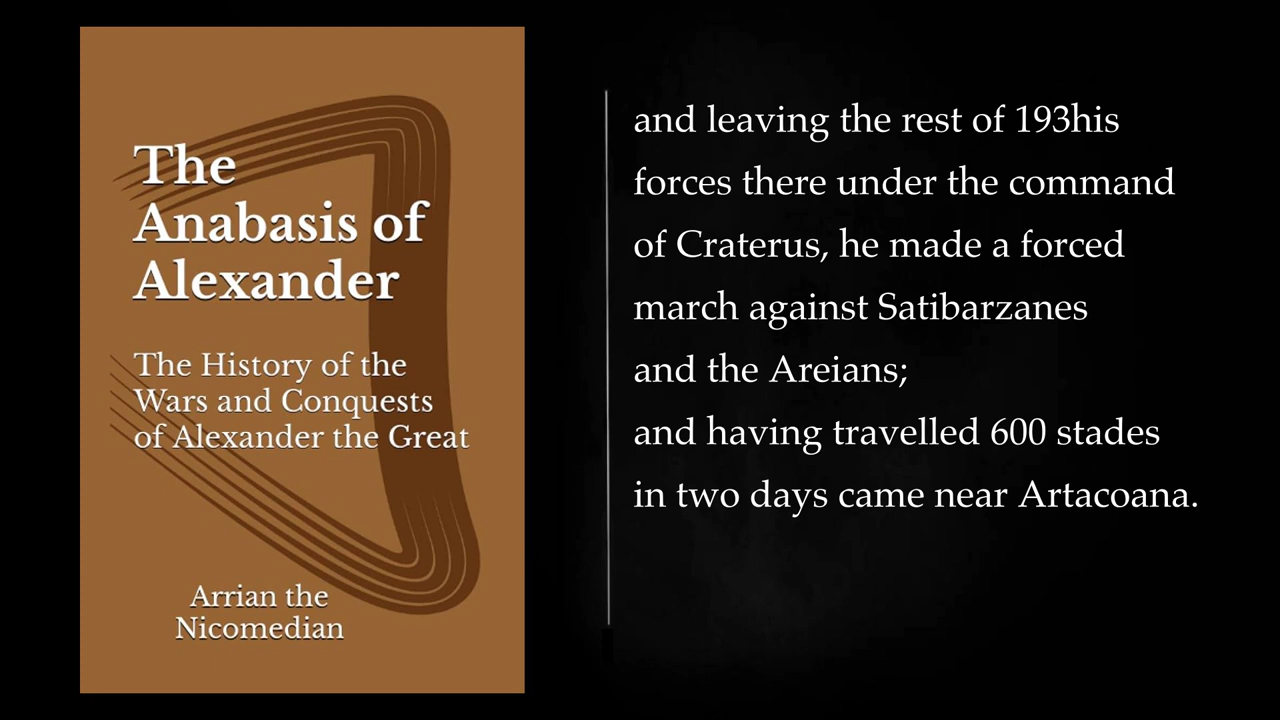 The
Anabasis of
Alexander
The History of the
Wars and Conquests
of Alexander the Great
Arrian the
Nicomedian
and leaving the rest of 193his
forces there under the command
of Craterus, he made a forced
march against Satibarzanes
and the Areians;
and having travelled 600 stades
in two days came near Artacoana.